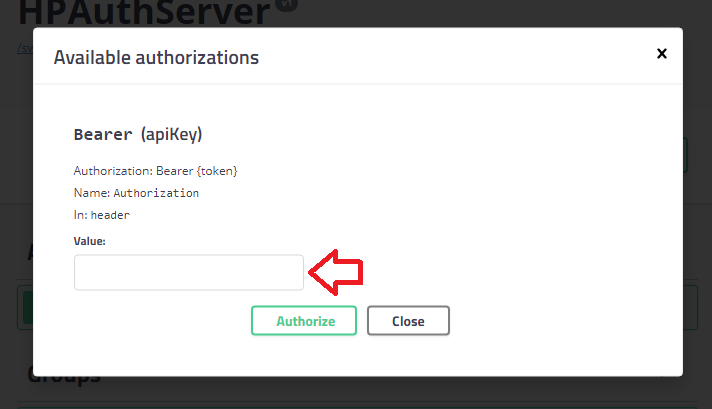 HPAuthServer
Available authorizations
Bearer (apiKey)
Authorization: Bearer {token}
Name: Authorization
In: header
Value:
Authorize
Close
Groups